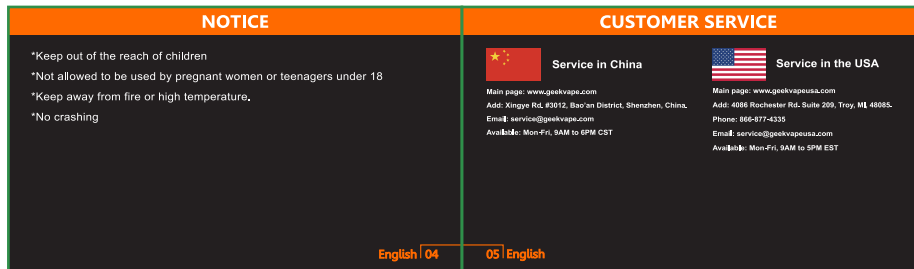 NOTICE
*Keep out of the reach of children
*Not allowed to be used by pregnant women or teenagers under 18
*Keep away from fire or high temperature.
*No crashing
English 04
CUSTOMER SERVICE
Service in China
Main page: www.geekvape.com
Add: Xingye Rd. #3012, Bao'an District, Shenzhen, China.
Email: service@geekvape.com
Available: Mon-Fri, 9AM to 6PM CST
Service in the USA
Main page: www.geekvapeusa.com
Add: 4086 Rochester Rd. Suite 209, Troy, MI, 48085.
Phone: 866-877-4335
Email: service@geekvapeusa.com
Available: Mon-Fri, 9AM to 5PM EST
05 English